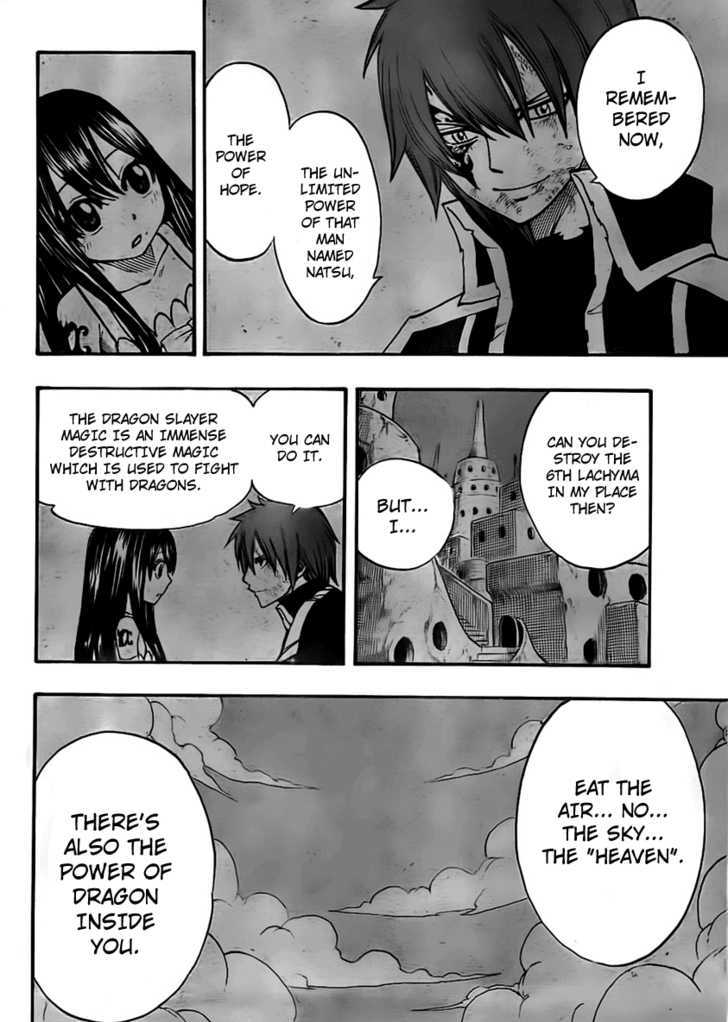 I
REMEM-
BERED
NOW,
THE UN-
LIMITED
POWER
OF THAT
MAN
NAMED
NATSU,
THE
POWER
OF
HOPE.
CAN YOU DE-
STROY THE
6TH LACHYMA
IN MY PLACE
THEN?
BUT...
I...
YOU CAN
DO IT.
THE DRAGON SLAYER
MAGIC IS AN IMMENSE
DESTRUCTIVE MAGIC
WHICH IS USED TO FIGHT
WITH DRAGONS.
EAT THE
AIR... NO...
THE SKY...
THE "HEAVEN".
THERE'S
ALSO THE
POWER OF
DRAGON
INSIDE
YOU.